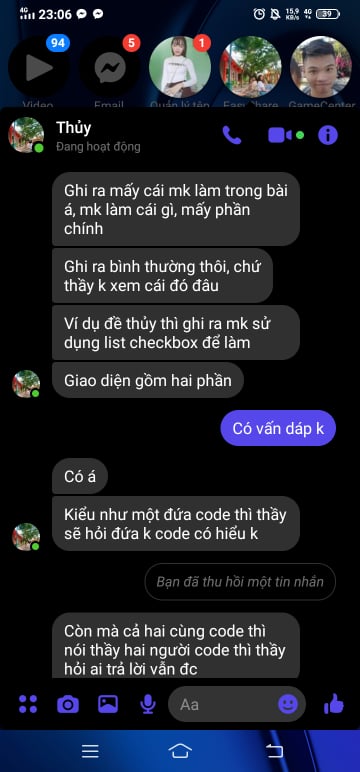 23:06
15,9
KB/s
4G
39
94
5
1
Video
Email
Quản lý tệp
EasyShare
GameCenter
Thủy
Đang hoạt động
Ghi ra mấy cái mk làm trong bài
á, mk làm cái gì, mấy phần
chính
Ghi ra bình thường thôi, chứ
thầy k xem cái đó đâu
Ví dụ đề thủy thì ghi ra mk sử
dụng list checkbox để làm
Giao diện gồm hai phần
Có vấn dáp k
Có á
Kiểu như một đứa code thì thầy
sẽ hỏi đứa k code có hiểu k
Bạn đã thu hồi một tin nhắn
Còn mà cả hai cùng code thì
nói thầy hai người code thì thầy
hỏi ai trả lời vẫn đc
Aa